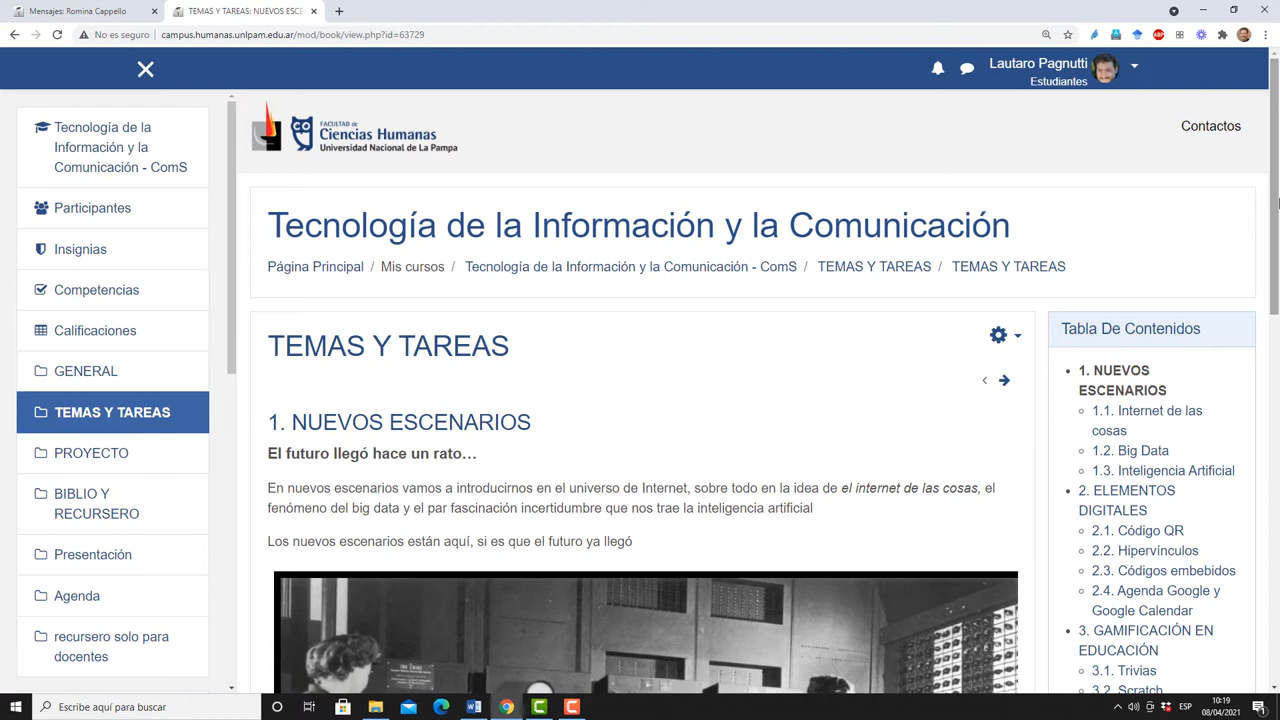 Mensajes: Romina Cappello
TEMAS Y TAREAS: NUEVOS ESCE
No es seguro | campus.humanas.unlpam.edu.ar/mod/book/view.php?id=63729
ABP
Lautaro Pagnutti
Estudiantes
FACULTAD de
Ciencias Humanas
Universidad Nacional de La Pampa
Contactos
Tecnología de la
Información y la
Comunicación - ComS
Participantes
Insignias
Competencias
Calificaciones
GENERAL
TEMAS Y TAREAS
PROYECTO
BIBLIO Y
RECURSERO
Presentación
Agenda
recursero solo para
docentes
Tecnología de la Información y la Comunicación
Página Principal / Mis cursos / Tecnología de la Información y la Comunicación - ComS / TEMAS Y TAREAS / TEMAS Y TAREAS
TEMAS Y TAREAS
1. NUEVOS ESCENARIOS
El futuro llegó hace un rato...
En nuevos escenarios vamos a introducirnos en el universo de Internet, sobre todo en la idea de el internet de las cosas, el
fenómeno del big data y el par fascinación incertidumbre que nos trae la inteligencia artificial
Los nuevos escenarios están aquí, si es que el futuro ya llegó
Tabla De Contenidos
1. NUEVOS
ESCENARIOS
1.1. Internet de las
cosas
1.2. Big Data
1.3. Inteligencia Artificial
2. ELEMENTOS
DIGITALES
2.1. Código QR
2.2. Hipervínculos
2.3. Códigos embebidos
2.4. Agenda Google y
Google Calendar
3. GAMIFICACIÓN EN
EDUCACIÓN
3.1. Trivias
3.2. Scratch
Escribe aquí para buscar
ESP
10:19
08/04/2021